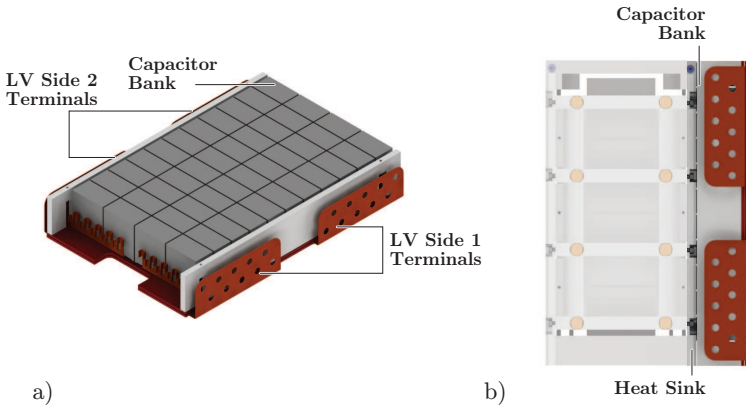 Capacitor
Bank
LV Side 2
Terminals
LV Side 1
Terminals
a)
Capacitor
Bank
Heat Sink
b)